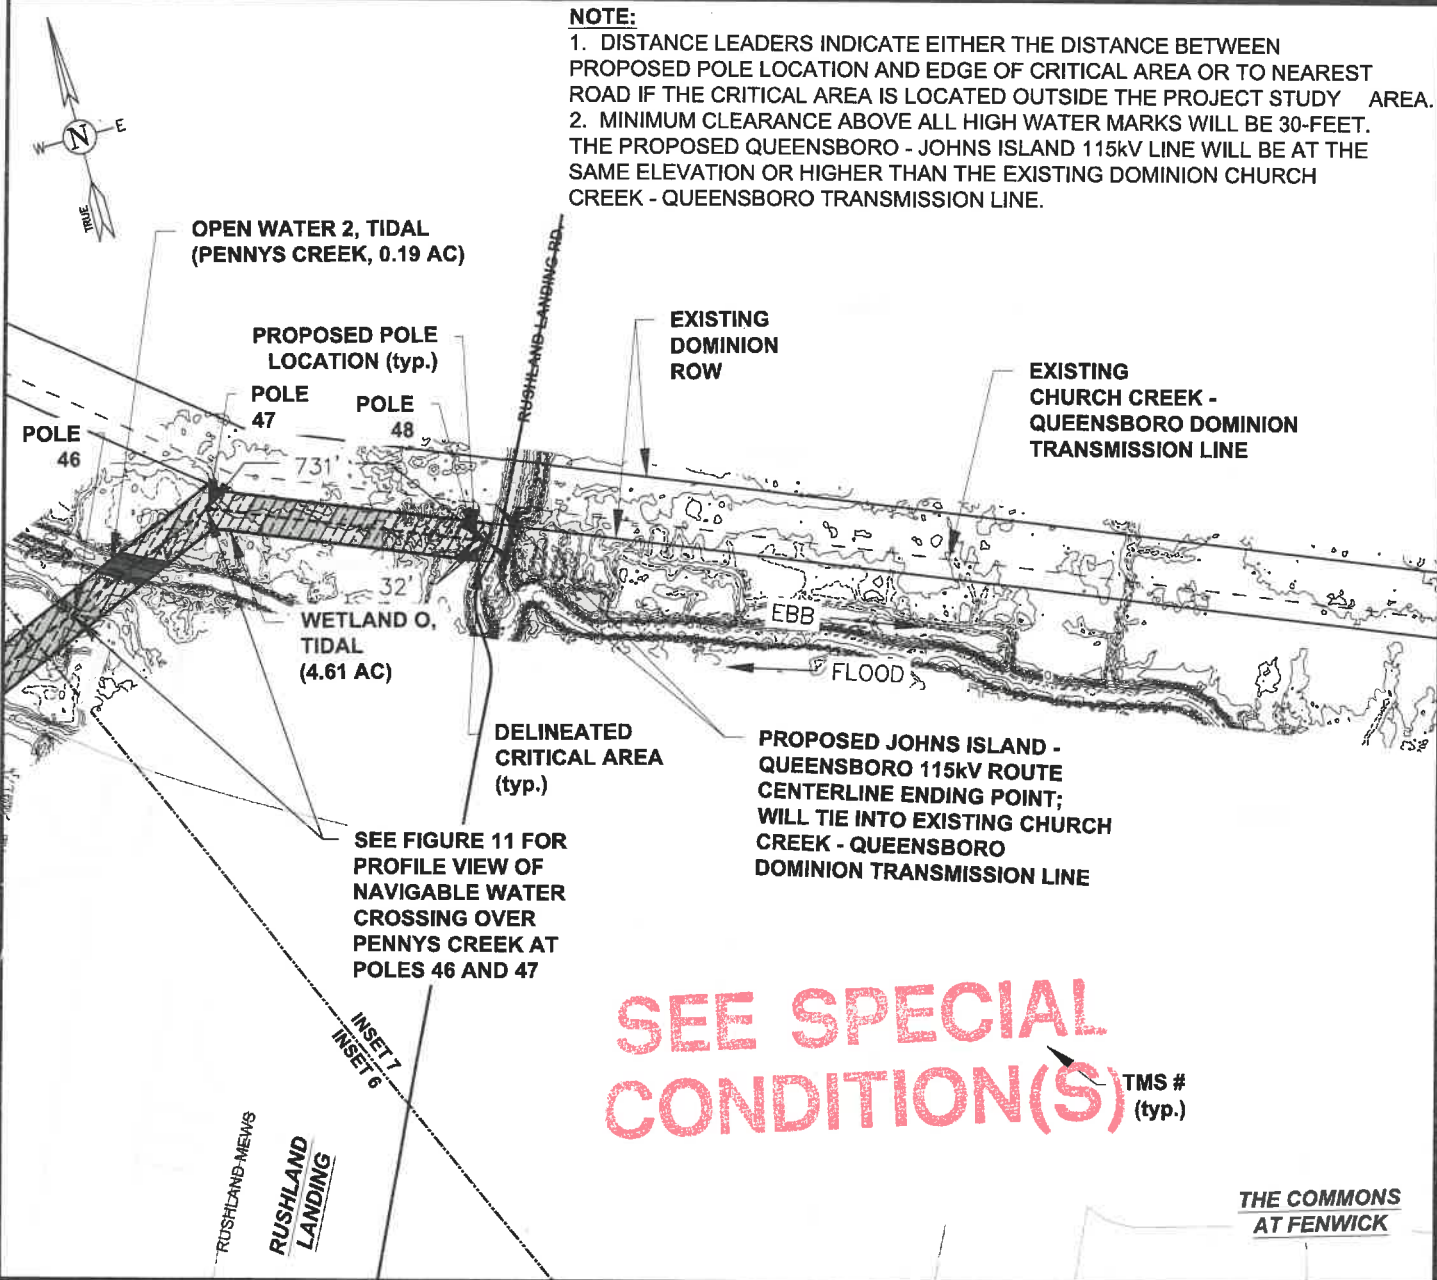 NOTE:
1. DISTANCE LEADERS INDICATE EITHER THE DISTANCE BETWEEN
PROPOSED POLE LOCATION AND EDGE OF CRITICAL AREA OR TO NEAREST
ROAD IF THE CRITICAL AREA IS LOCATED OUTSIDE THE PROJECT STUDY AREA.
2. MINIMUM CLEARANCE ABOVE ALL HIGH WATER MARKS WILL BE 30-FEET.
THE PROPOSED QUEENSBORO - JOHNS ISLAND 115kV LINE WILL BE AT THE
SAME ELEVATION OR HIGHER THAN THE EXISTING DOMINION CHURCH
CREEK - QUEENSBORO TRANSMISSION LINE.
N
E
W
TRUE
OPEN WATER 2, TIDAL
(PENNYS CREEK, 0.19 AC)
RUSHLAND LANDING RD.
PROPOSED POLE
LOCATION (typ.)
POLE
47
POLE
48
POLE
46
731'
EXISTING
DOMINION
ROW
EXISTING
CHURCH CREEK -
QUEENSBORO DOMINION
TRANSMISSION LINE
32'
WETLAND O,
TIDAL
(4.61 AC)
EBB
FLOOD
DELINEATED
CRITICAL AREA
(typ.)
PROPOSED JOHNS ISLAND -
QUEENSBORO 115kV ROUTE
CENTERLINE ENDING POINT;
WILL TIE INTO EXISTING CHURCH
CREEK - QUEENSBORO
DOMINION TRANSMISSION LINE
SEE FIGURE 11 FOR
PROFILE VIEW OF
NAVIGABLE WATER
CROSSING OVER
PENNYS CREEK AT
POLES 46 AND 47
INSET 7
INSET 6
SEE SPECIAL
CONDITION(S)
TMS #
(typ.)
RUSHLAND MEWS
RUSHLAND
LANDING
THE COMMONS
AT FENWICK